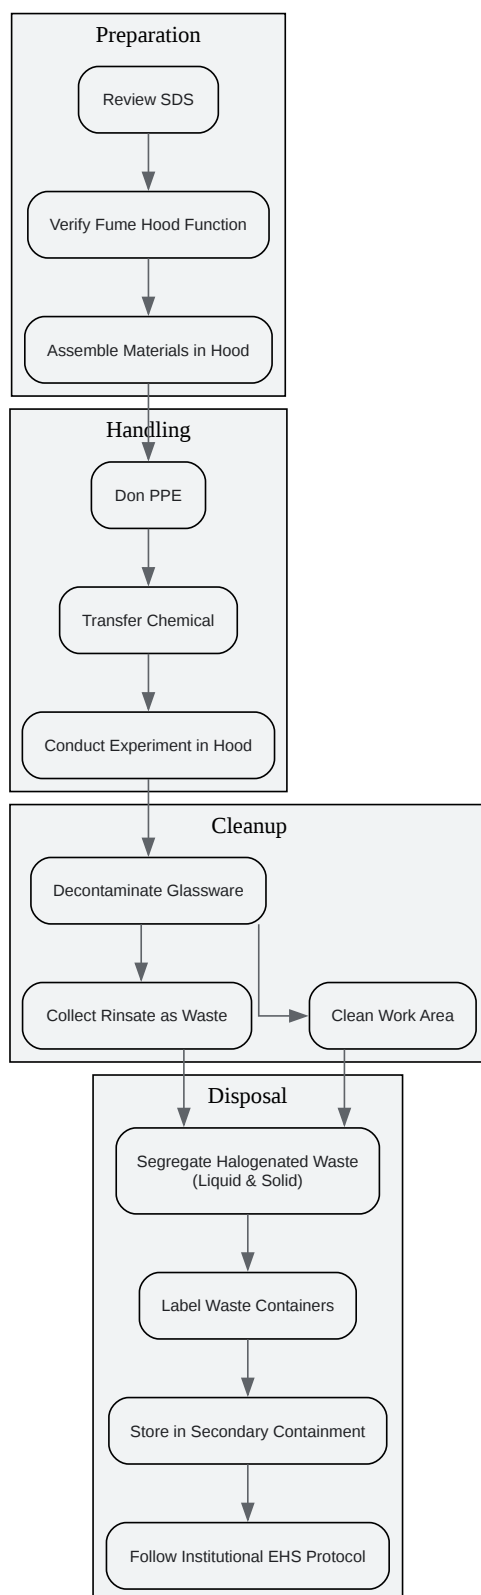 Preparation
Review SDS
Verify Fume Hood Function
Assemble Materials in Hood
Handling
Don PPE
Transfer Chemical
Conduct Experiment in Hood
Cleanup
Decontaminate Glassware
Collect Rinsate as Waste
Clean Work Area
Disposal
Segregate Halogenated Waste
(Liquid & Solid)
Label Waste Containers
Store in Secondary Containment
Follow Institutional EHS Protocol